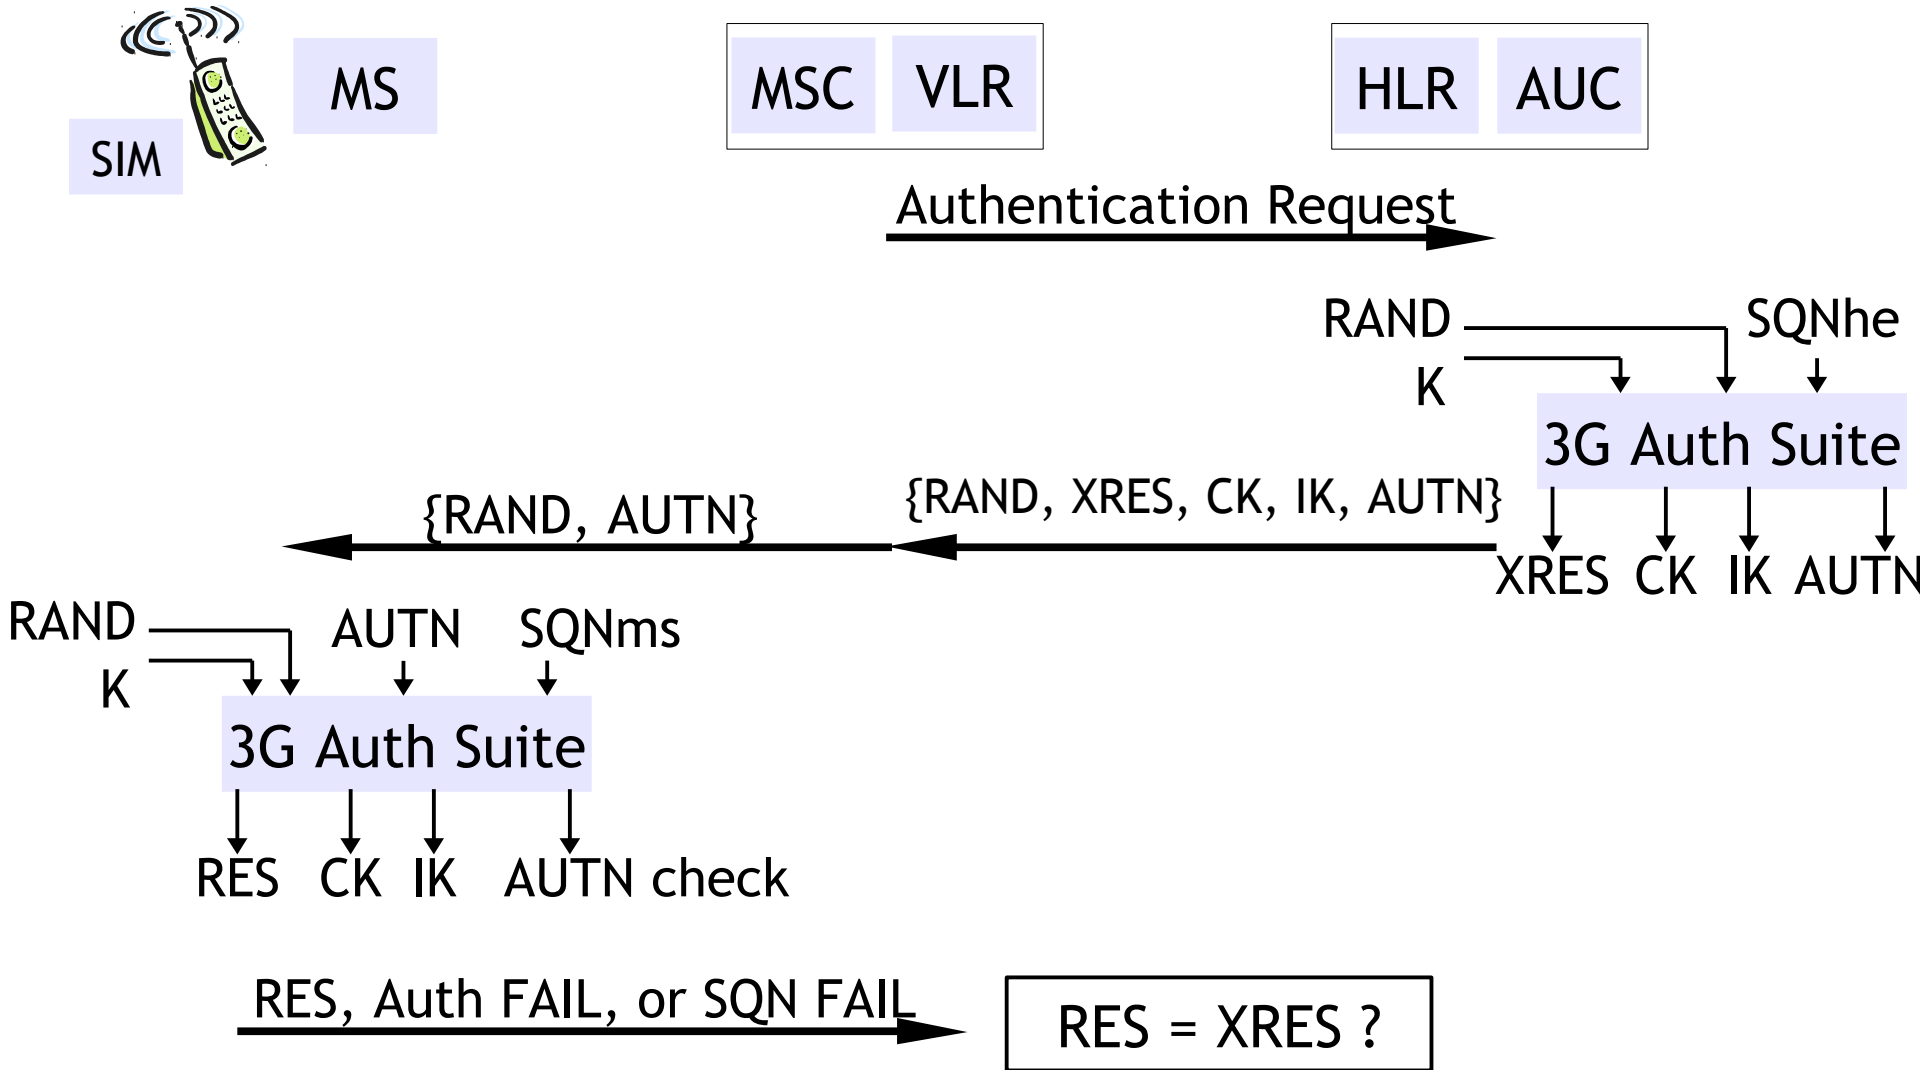 MS
MSC VLR
HLR AUC
SIM
Authentication Request
RAND
SQNhe
K
3G Auth Suite
{RAND, XRES, CK, IK, AUTN}
{RAND, AUTN}
XRES CK IK AUTN
RAND
AUTN SQNms
K
3G Auth Suite
RES CK IK AUTN check
RES, Auth FAIL, or SQN FAIL
RES = XRES ?